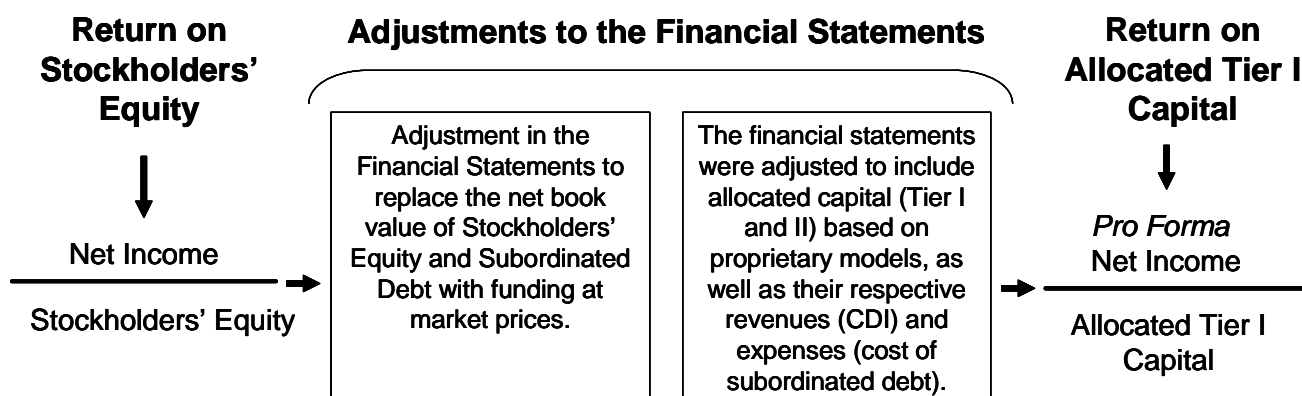 Return on
Stockholders’
Equity
Net Income
Stockholders’ Equity
Adjustments to the Financial Statements
Adjustment in the
Financial Statements to
replace the net book
value of Stockholders’
Equity and Subordinated
Debt with funding at
market prices.
The financial statements
were adjusted to include
allocated capital (Tier I
and II) based on
proprietary models, as
well as their respective
revenues (CDI) and
expenses (cost of
subordinated debt).
Return on
Allocated Tier I
Capital
Pro Forma
Net Income
Allocated Tier I
Capital